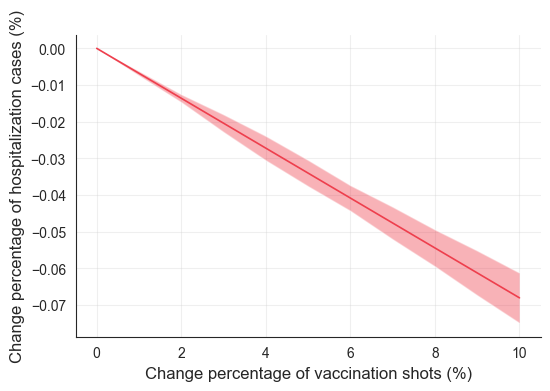 Change percentage of hospitalization cases (%)
0.00
−0.01
−0.02
−0.03
−0.04
−0.05
−0.06
−0.07
0 2 4 6 8 10
Change percentage of vaccination shots (%)